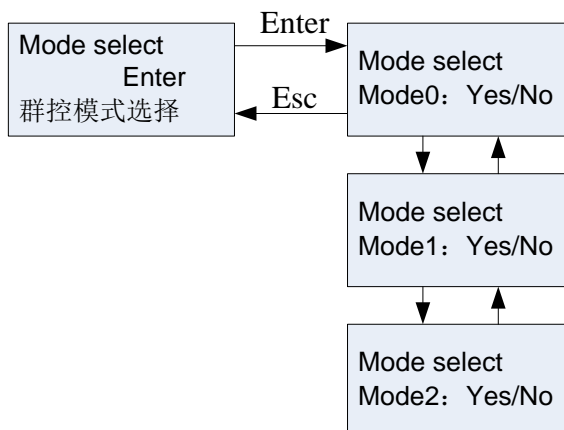 Mode select
Enter
群控模式选择
Enter
Esc
Mode select
Mode0：Yes/No
Mode select
Mode1：Yes/No
Mode select
Mode2：Yes/No